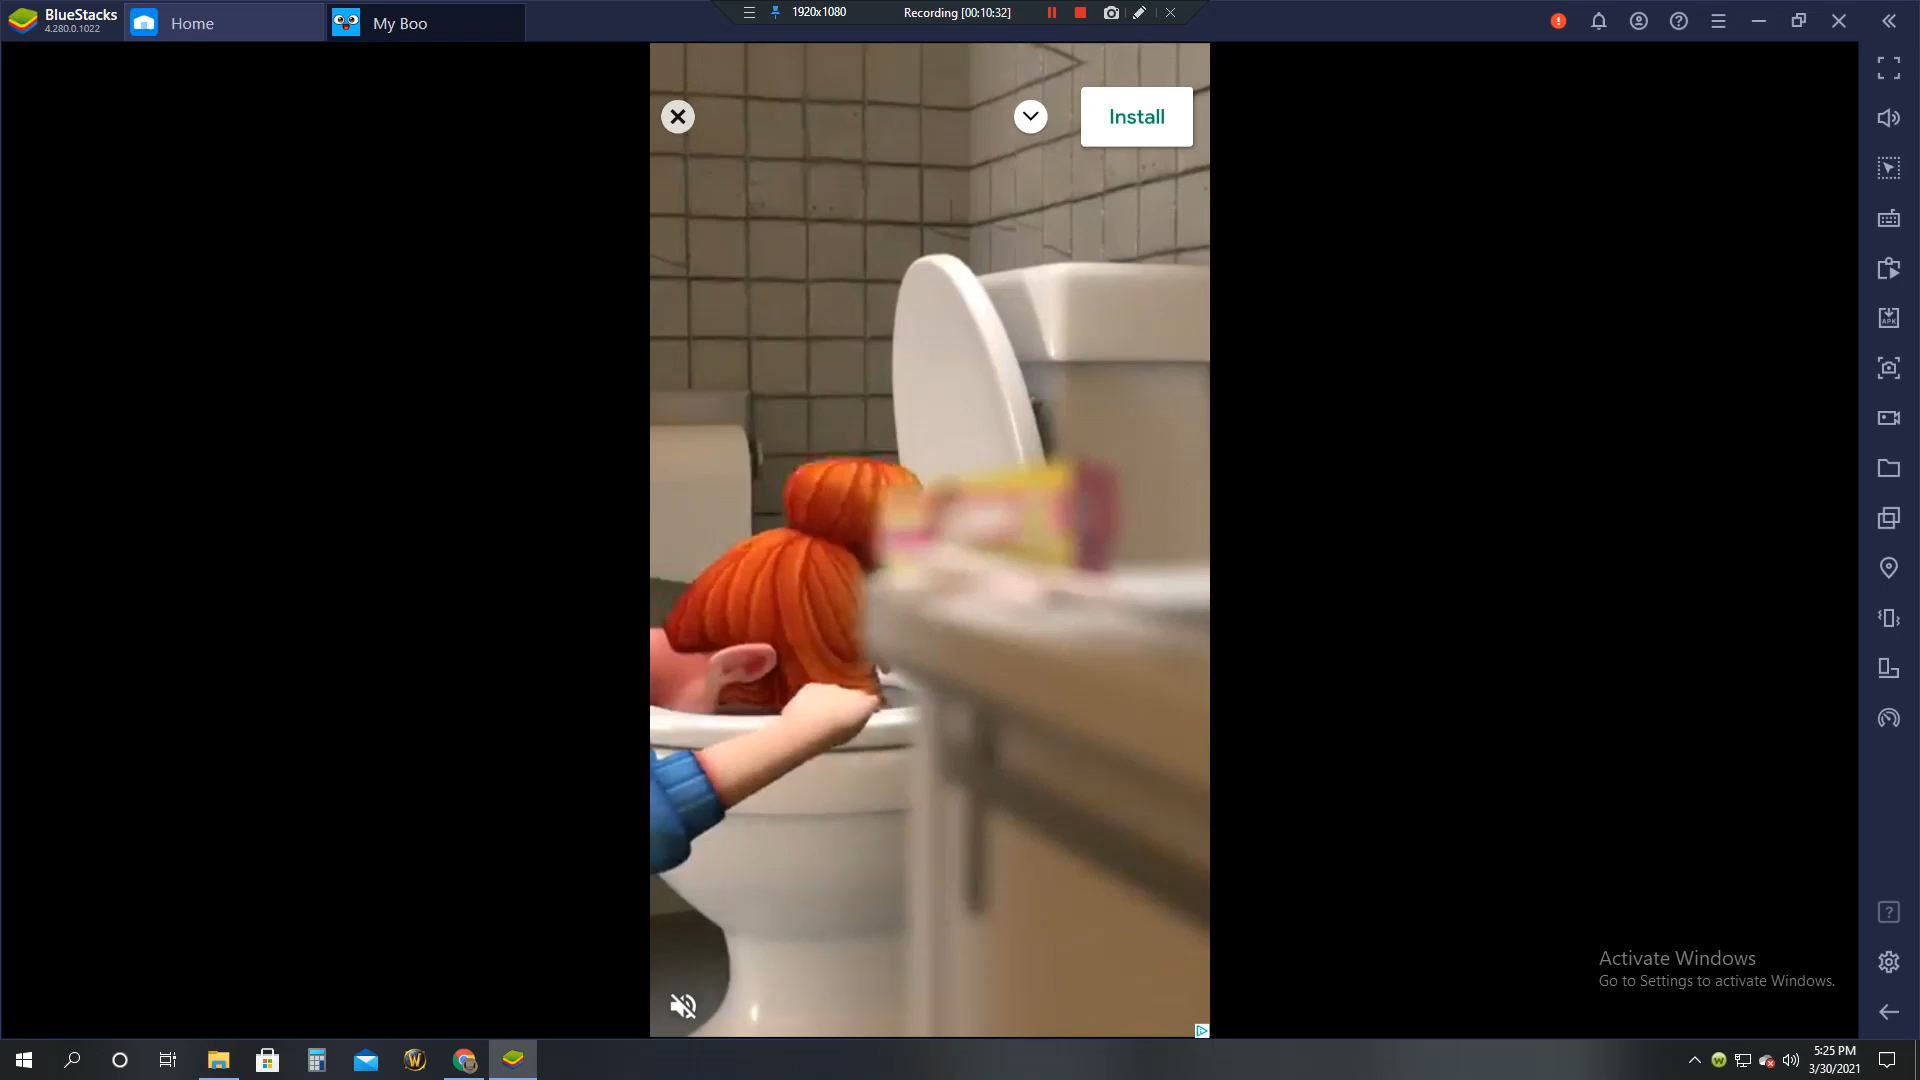 BlueStacks
4.280.0.1022
Home
My Boo
1920x1080
Recording [00:10:32]
Install
APK
Activate Windows
Go to Settings to activate Windows.
5:25 PM
3/30/2021